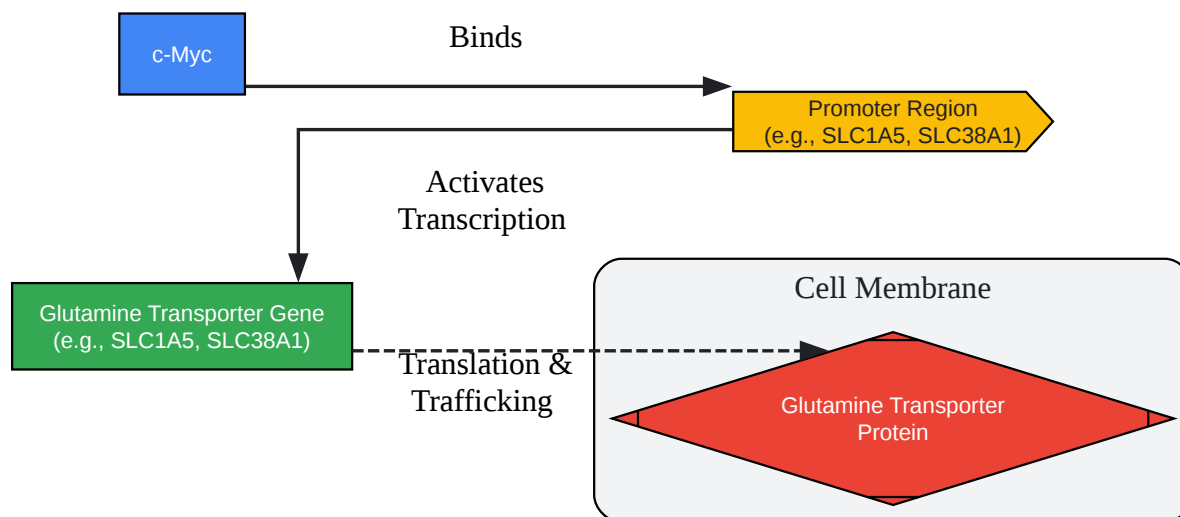 c-Myc
Binds
Promoter Region
(e.g., SLC1A5, SLC38A1)
Activates
Transcription
Glutamine Transporter Gene
(e.g., SLC1A5, SLC38A1)
Cell Membrane
Translation &
Trafficking
Glutamine Transporter
Protein